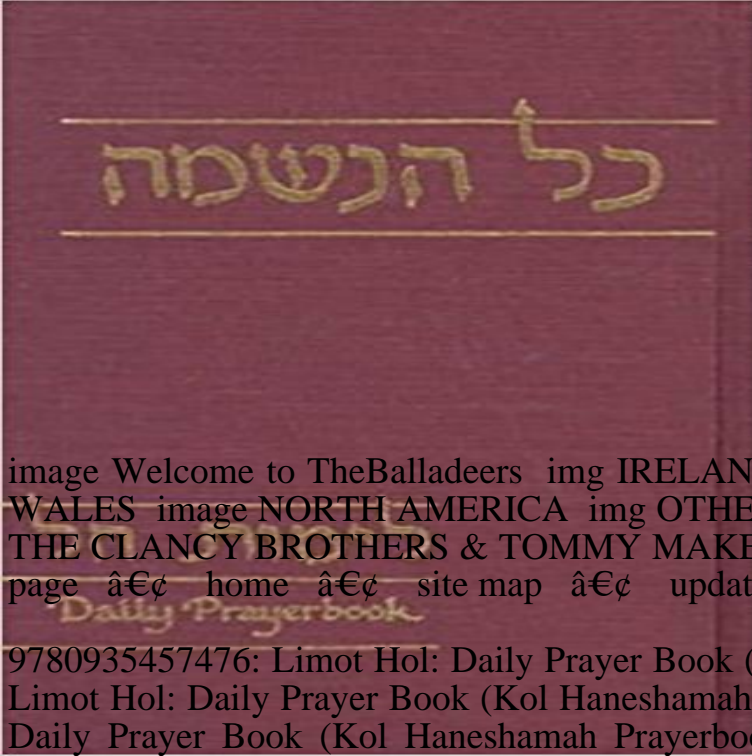 כל הנשמה
image Welcome to TheBalladeers img IRELAN
WALES image NORTH AMERICA img OTHE
לימות חל
THE CLANCY BROTHERS & TOMMY MAKE
page â€¢ home â€¢ site map â€¢ updat
Daily Prayerbook
9780935457476: Limot Hol: Daily Prayer Book (
Limot Hol: Daily Prayer Book (Kol Haneshamah
Daily Prayer Book (Kol Haneshamah Prayerbo